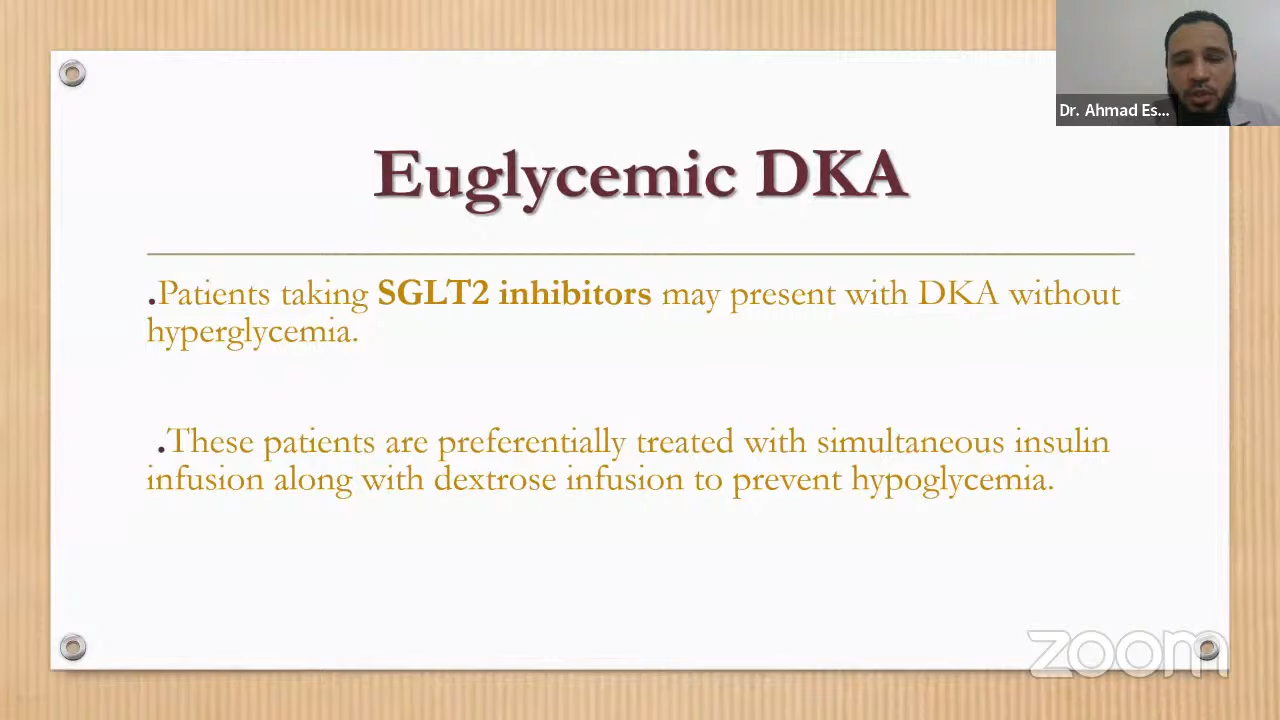 Dr. Ahmad Es...
Euglycemic DKA
.Patients taking SGLT2 inhibitors may present with DKA without
hyperglycemia.
.These patients are preferentially treated with simultaneous insulin
infusion along with dextrose infusion to prevent hypoglycemia.
zoom